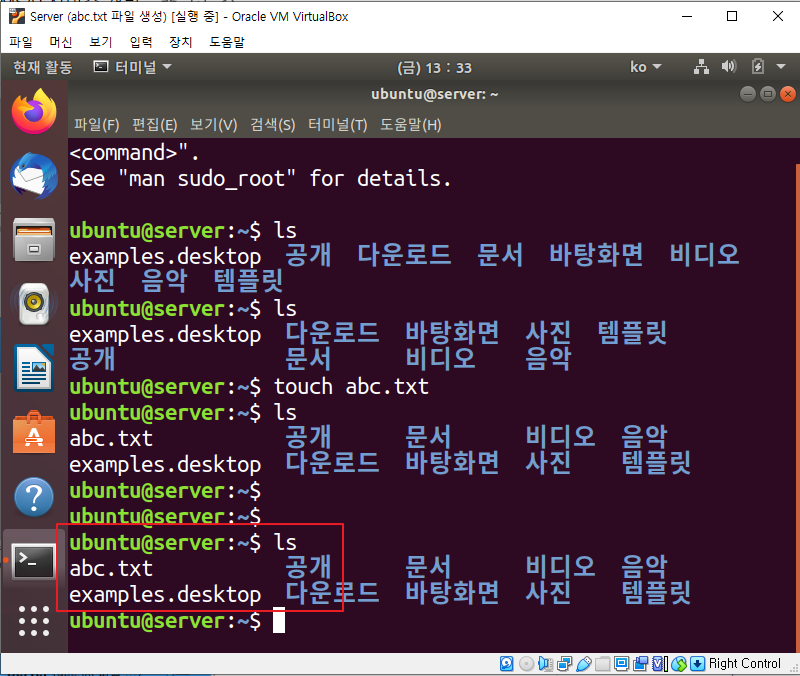 Server (abc.txt 파일 생성) [실행 중] - Oracle VM VirtualBox
파일 머신 보기 입력 장치 도움말
현재 활동 터미널 (금) 13 : 33 ko
ubuntu@server: ~
파일(F) 편집(E) 보기(V) 검색(S) 터미널(T) 도움말(H)
<command>".
See "man sudo_root" for details.
ubuntu@server:~$ ls
examples.desktop 공개 다운로드 문서 바탕화면 비디오
사진 음악 템플릿
ubuntu@server:~$ ls
examples.desktop 다운로드 바탕화면 사진 템플릿
공개 문서 비디오 음악
ubuntu@server:~$ touch abc.txt
ubuntu@server:~$ ls
abc.txt 공개 문서 비디오 음악
examples.desktop 다운로드 바탕화면 사진 템플릿
ubuntu@server:~$
ubuntu@server:~$
ubuntu@server:~$ ls
abc.txt 공개 문서 비디오 음악
examples.desktop 다운로드 바탕화면 사진 템플릿
ubuntu@server:~$
Right Control